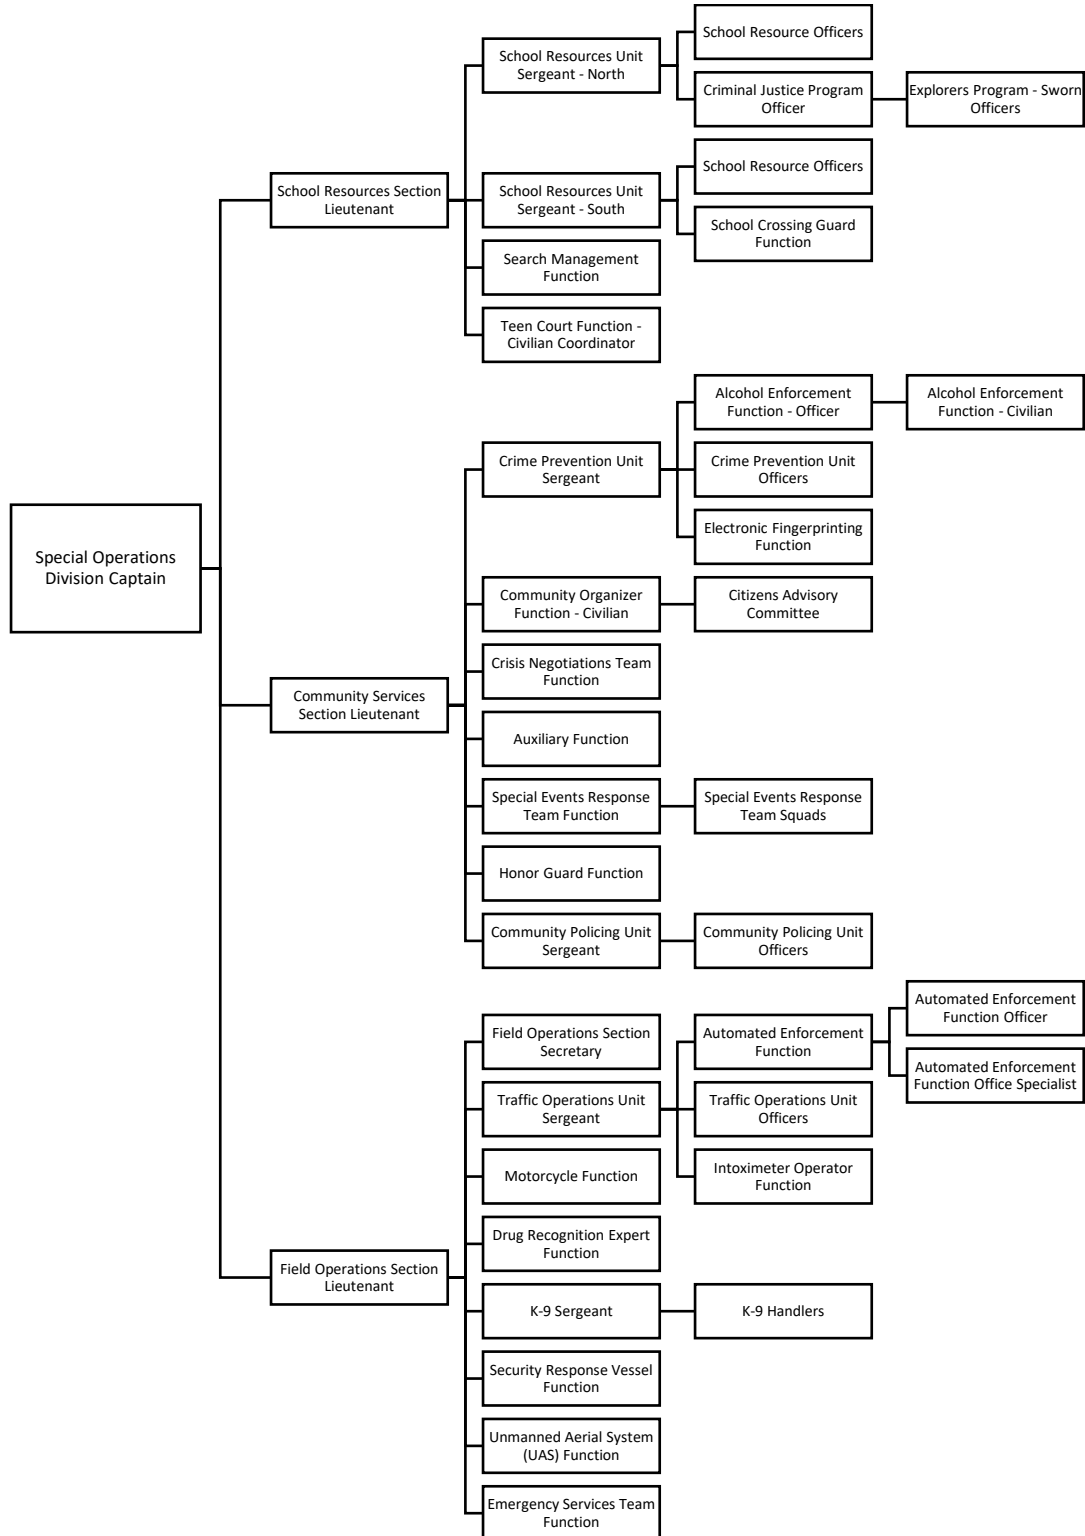 Special Operations
Division Captain
School Resources Section
Lieutenant
School Resources Unit
Sergeant - North
School Resource Officers
Criminal Justice Program
Officer
Explorers Program - Sworn
Officers
School Resources Unit
Sergeant - South
School Resource Officers
School Crossing Guard
Function
Search Management
Function
Teen Court Function -
Civilian Coordinator
Community Services
Section Lieutenant
Crime Prevention Unit
Sergeant
Alcohol Enforcement
Function - Officer
Alcohol Enforcement
Function - Civilian
Crime Prevention Unit
Officers
Electronic Fingerprinting
Function
Community Organizer
Function - Civilian
Citizens Advisory
Committee
Crisis Negotiations Team
Function
Auxiliary Function
Special Events Response
Team Function
Special Events Response
Team Squads
Honor Guard Function
Community Policing Unit
Sergeant
Community Policing Unit
Officers
Field Operations Section
Lieutenant
Field Operations Section
Secretary
Traffic Operations Unit
Sergeant
Automated Enforcement
Function
Automated Enforcement
Function Officer
Automated Enforcement
Function Office Specialist
Traffic Operations Unit
Officers
Intoximeter Operator
Function
Motorcycle Function
Drug Recognition Expert
Function
K-9 Sergeant
K-9 Handlers
Security Response Vessel
Function
Unmanned Aerial System
(UAS) Function
Emergency Services Team
Function